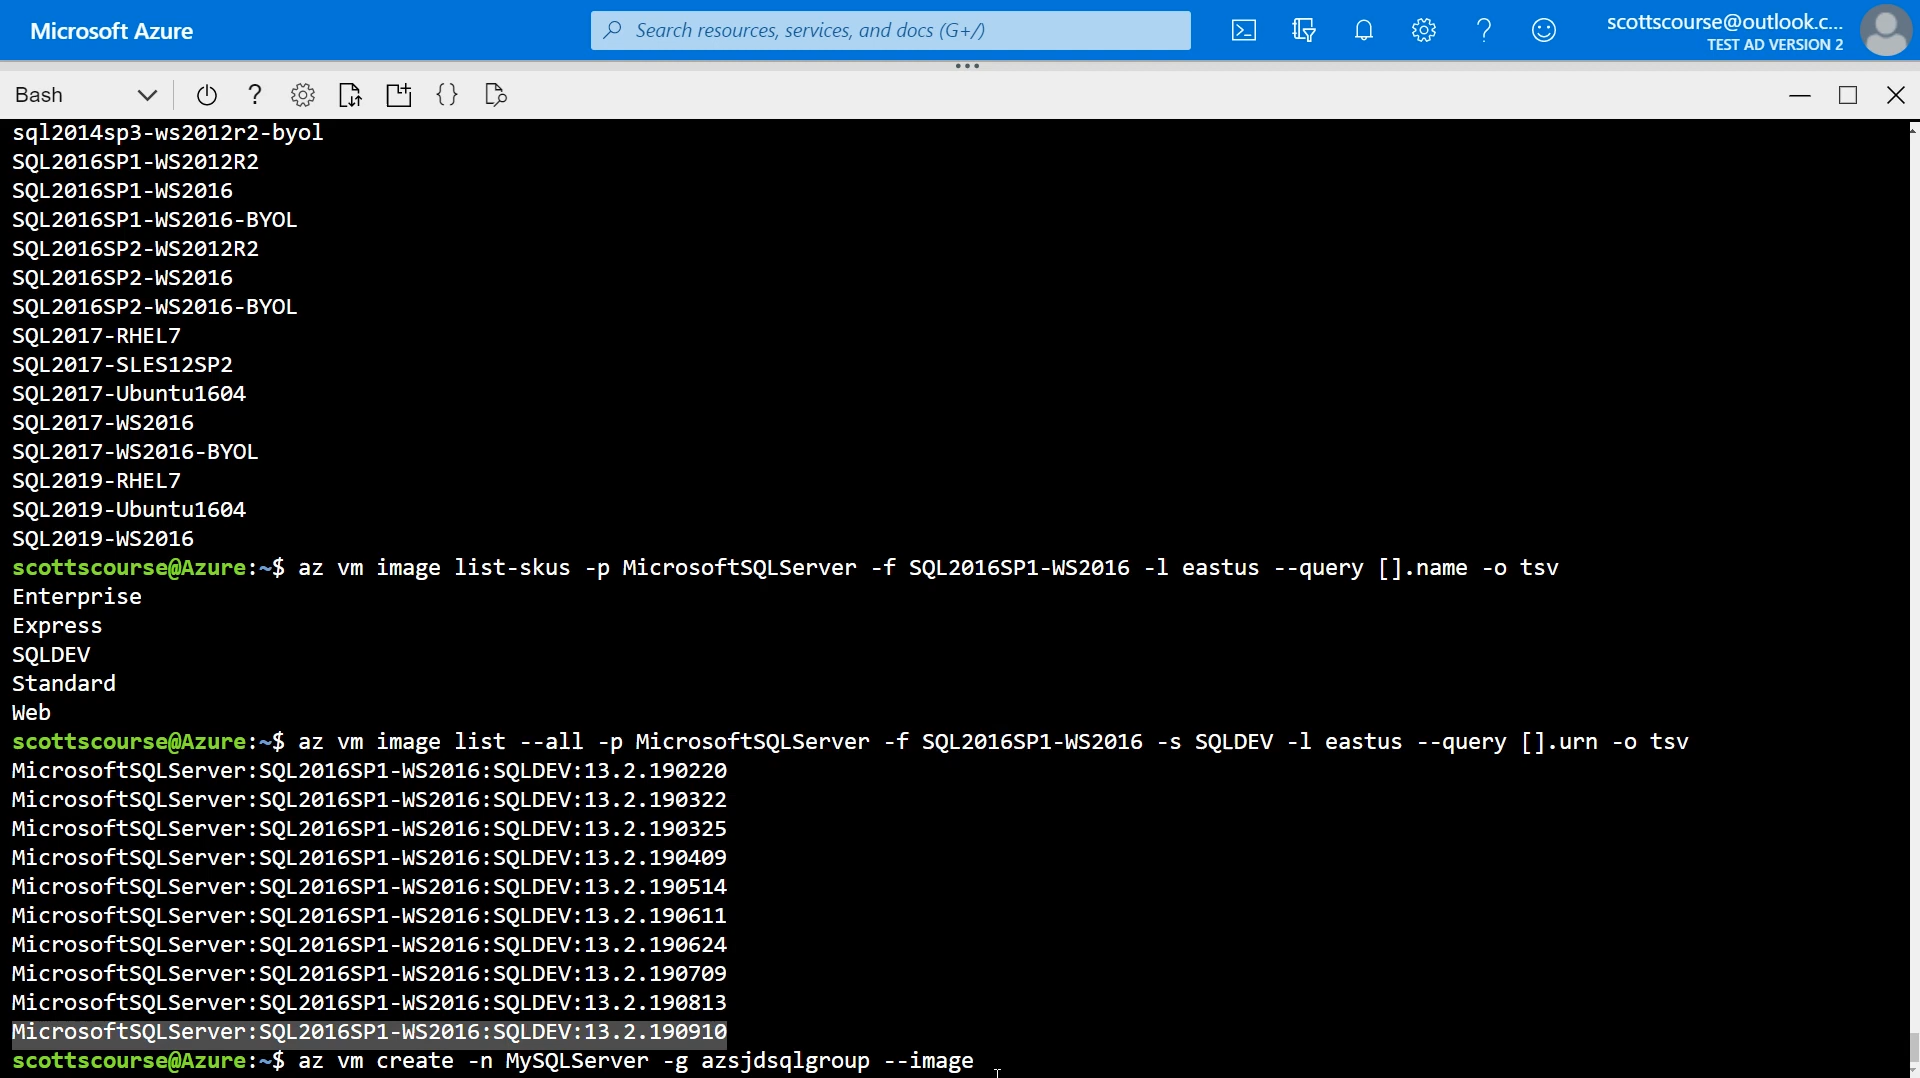 Microsoft Azure
Search resources, services, and docs (G+/)
scottscourse@outlook.c...
TEST AD VERSION 2
Bash
sql2014sp3-ws2012r2-byol
SQL2016SP1-WS2012R2
SQL2016SP1-WS2016
SQL2016SP1-WS2016-BYOL
SQL2016SP2-WS2012R2
SQL2016SP2-WS2016
SQL2016SP2-WS2016-BYOL
SQL2017-RHEL7
SQL2017-SLES12SP2
SQL2017-Ubuntu1604
SQL2017-WS2016
SQL2017-WS2016-BYOL
SQL2019-RHEL7
SQL2019-Ubuntu1604
SQL2019-WS2016
scottscourse@Azure:~$ az vm image list-skus -p MicrosoftSQLServer -f SQL2016SP1-WS2016 -l eastus --query [].name -o tsv
Enterprise
Express
SQLDEV
Standard
Web
scottscourse@Azure:~$ az vm image list --all -p MicrosoftSQLServer -f SQL2016SP1-WS2016 -s SQLDEV -l eastus --query [].urn -o tsv
MicrosoftSQLServer:SQL2016SP1-WS2016:SQLDEV:13.2.190220
MicrosoftSQLServer:SQL2016SP1-WS2016:SQLDEV:13.2.190322
MicrosoftSQLServer:SQL2016SP1-WS2016:SQLDEV:13.2.190325
MicrosoftSQLServer:SQL2016SP1-WS2016:SQLDEV:13.2.190409
MicrosoftSQLServer:SQL2016SP1-WS2016:SQLDEV:13.2.190514
MicrosoftSQLServer:SQL2016SP1-WS2016:SQLDEV:13.2.190611
MicrosoftSQLServer:SQL2016SP1-WS2016:SQLDEV:13.2.190624
MicrosoftSQLServer:SQL2016SP1-WS2016:SQLDEV:13.2.190709
MicrosoftSQLServer:SQL2016SP1-WS2016:SQLDEV:13.2.190813
MicrosoftSQLServer:SQL2016SP1-WS2016:SQLDEV:13.2.190910
scottscourse@Azure:~$ az vm create -n MySQLServer -g azsjdsqlgroup --image